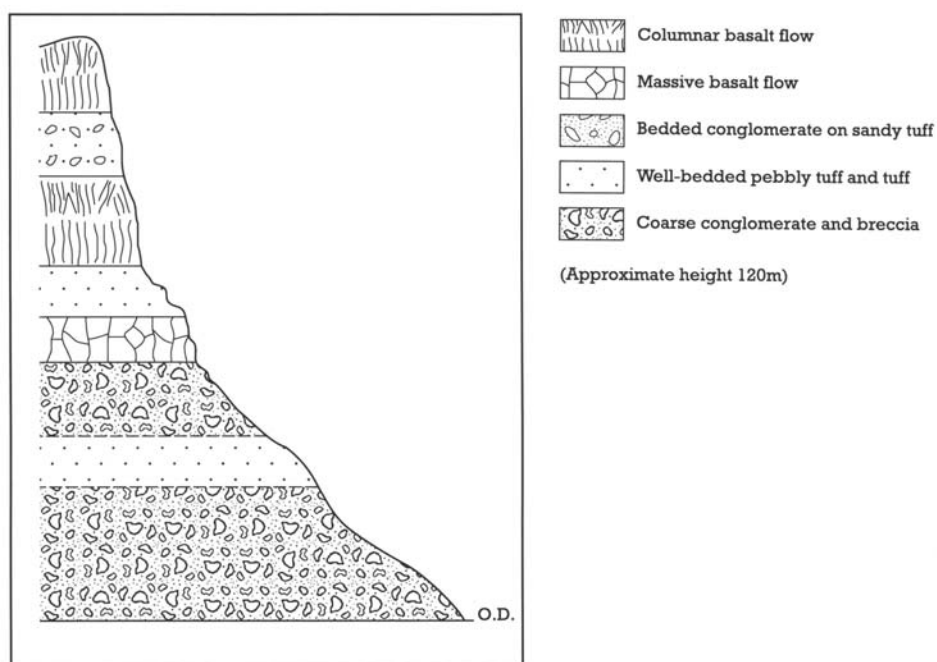 Columnar basalt flow
Massive basalt flow
Bedded conglomerate on sandy tuff
Well-bedded pebbly tuff and tuff
Coarse conglomerate and breccia
(Approximate height 120m)
O.D.